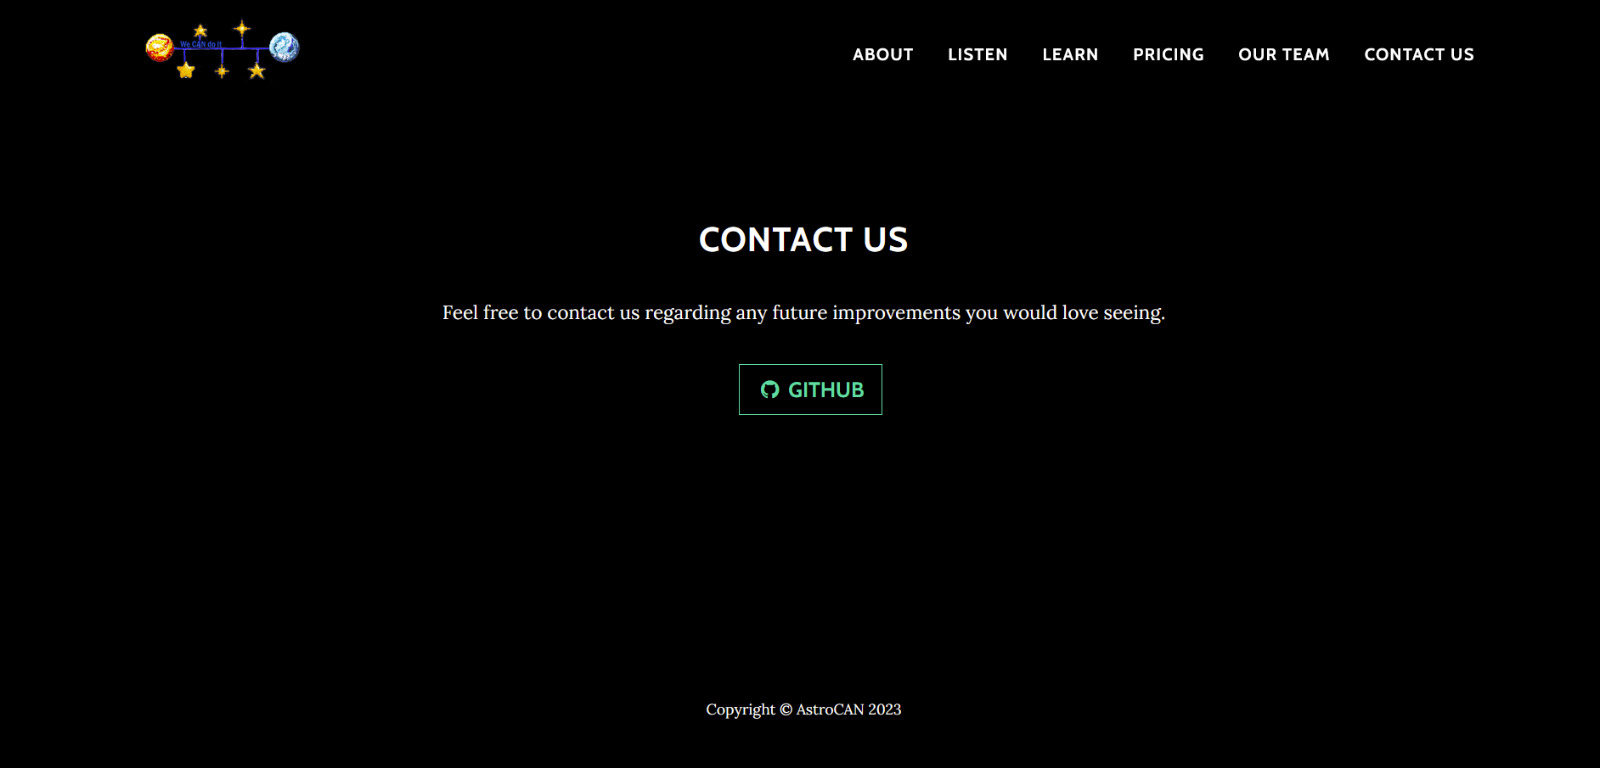 We CAN do it
ABOUT LISTEN LEARN PRICING OUR TEAM CONTACT US
CONTACT US
Feel free to contact us regarding any future improvements you would love seeing.
GITHUB
Copyright © AstroCAN 2023